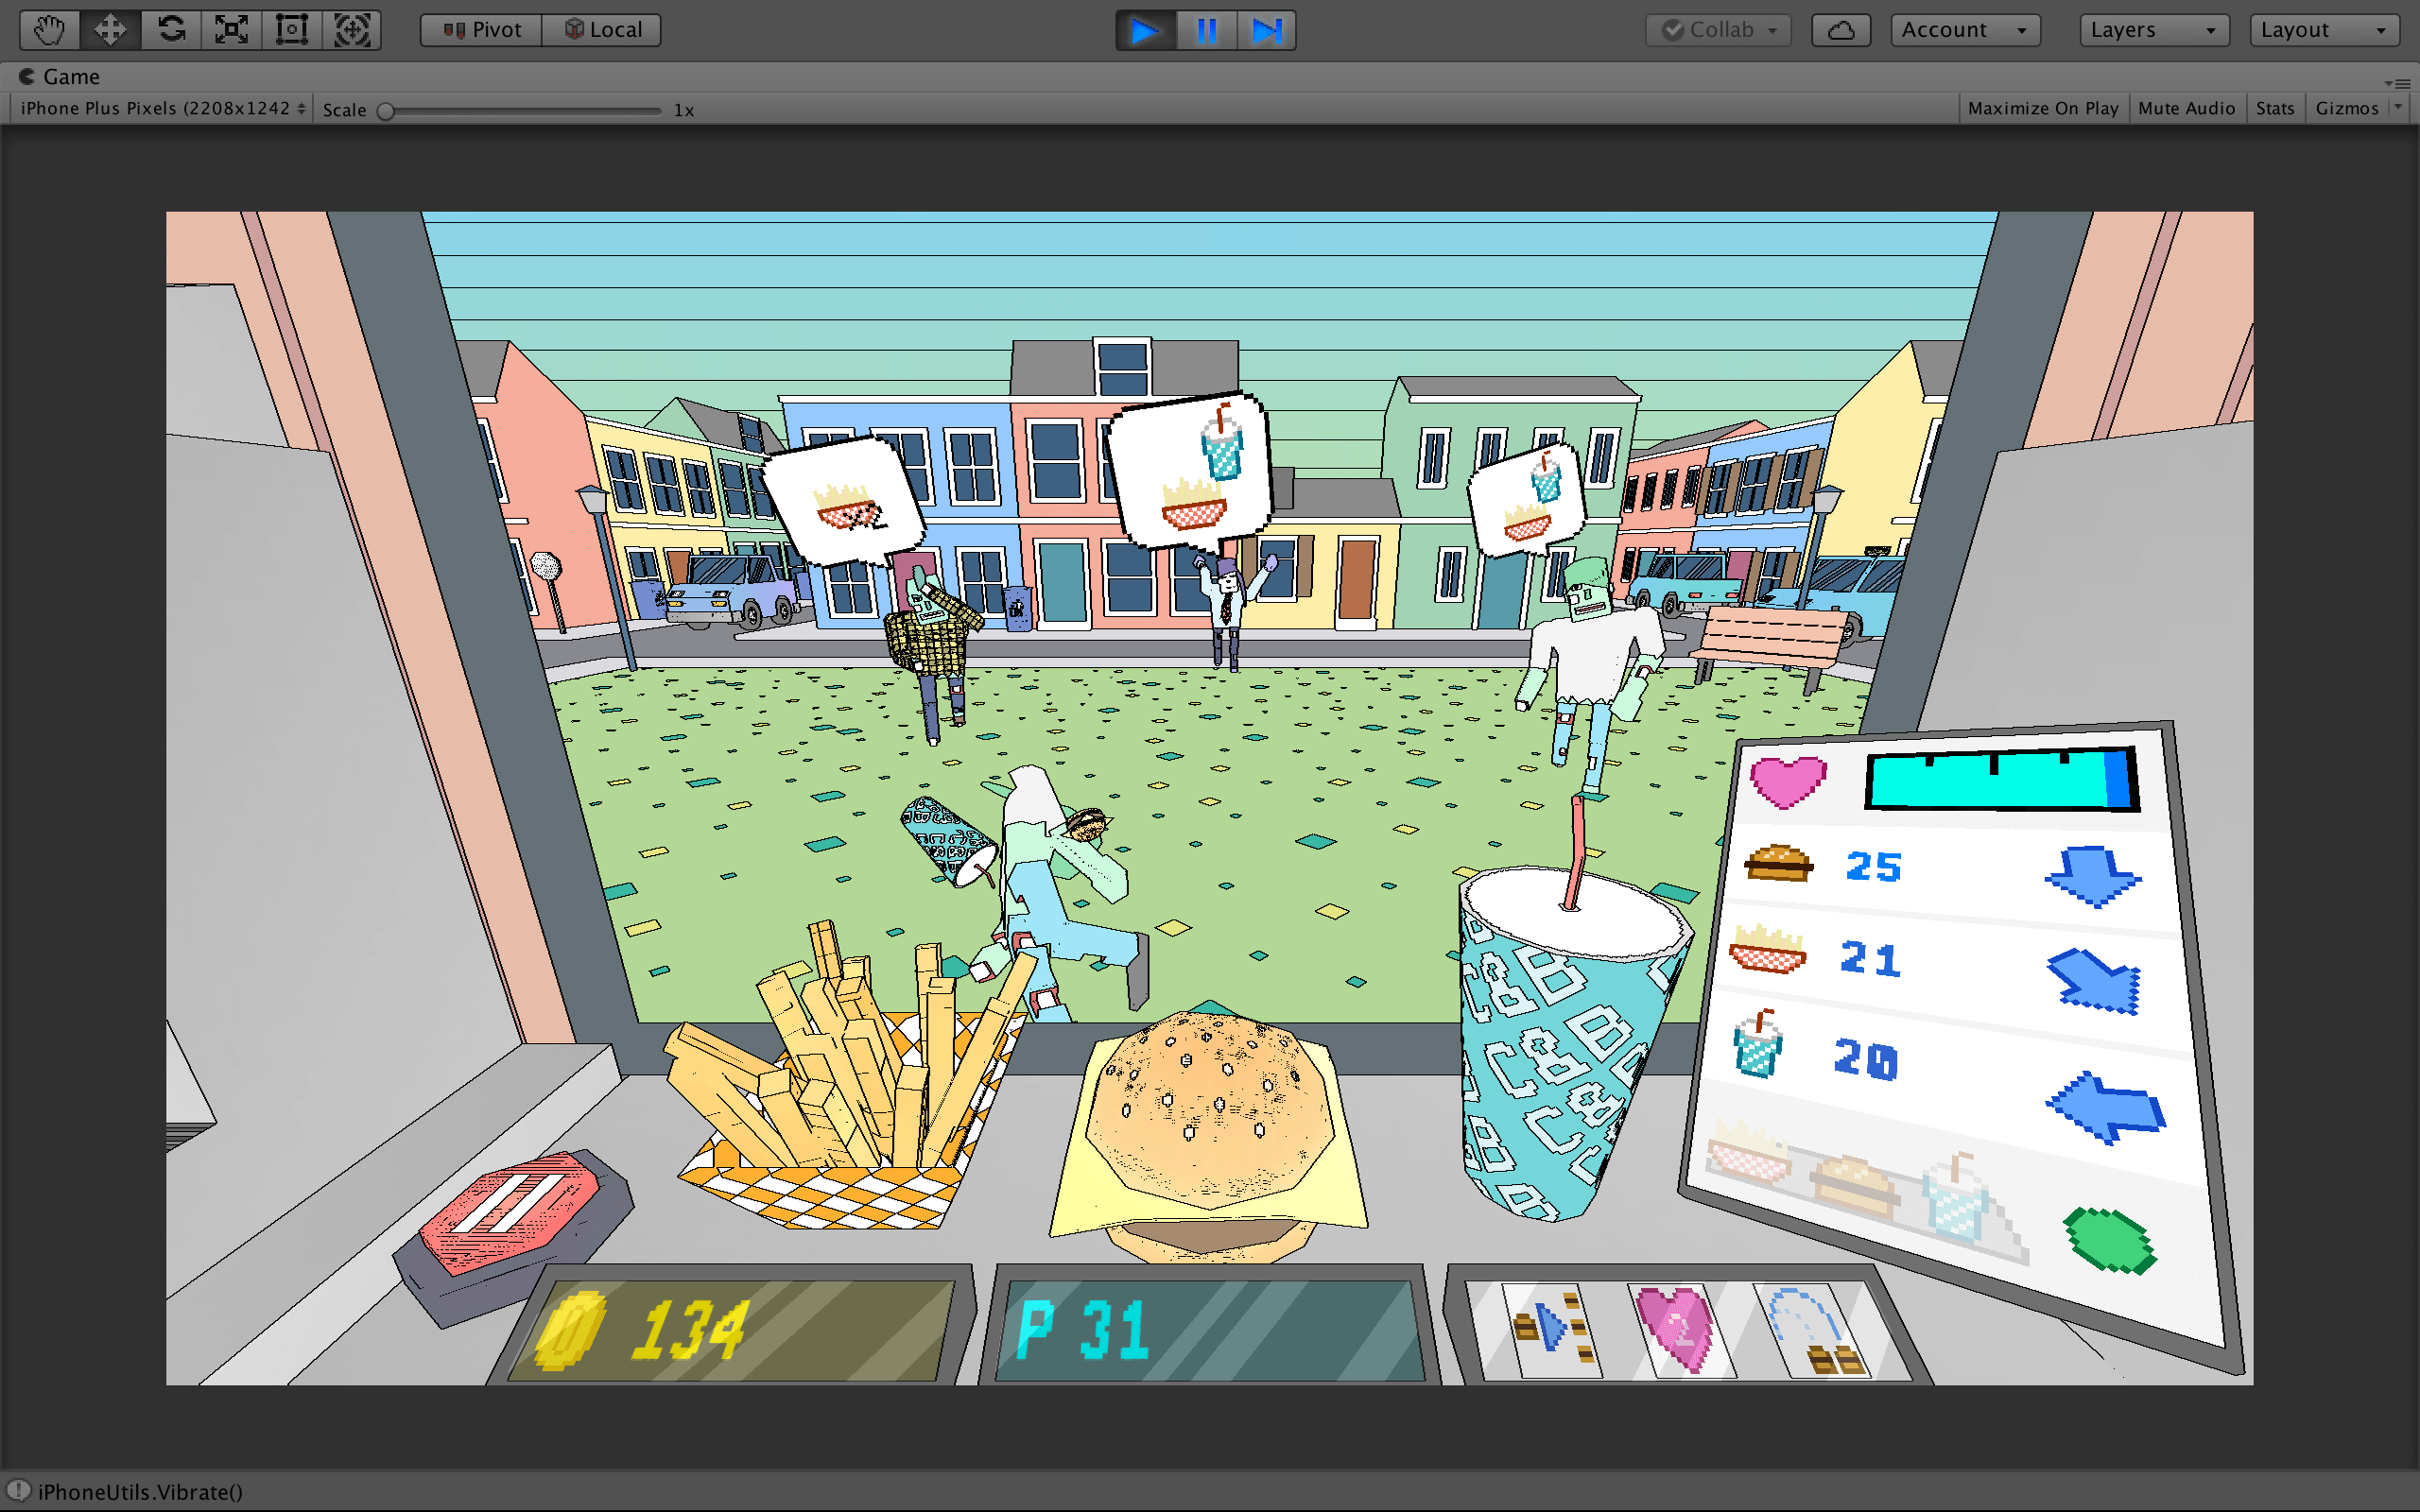 Pivot Local Collab Account Layers Layout
Game
iPhone Plus Pixels (2208x1242 Scale 1x Maximize On Play Mute Audio Stats Gizmos
25
21
20
134
P 31
2
iPhoneUtils.Vibrate()